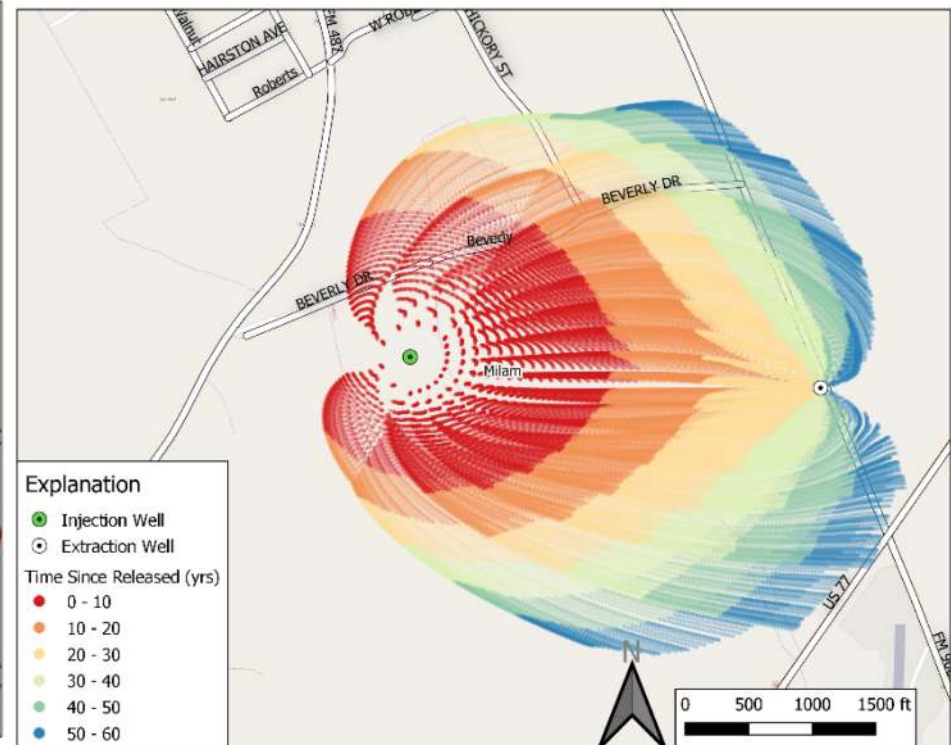 Walnut
HAIRSTON AVE
Roberts
FM 487
HICKORY ST
BEVERLY DR
Beverly
BEVERLY DR
Milam
Explanation
Injection Well
Extraction Well
Time Since Released (yrs)
0 - 10
10 - 20
20 - 30
30 - 40
40 - 50
50 - 60
N
US 77
0 500 1000 1500 ft